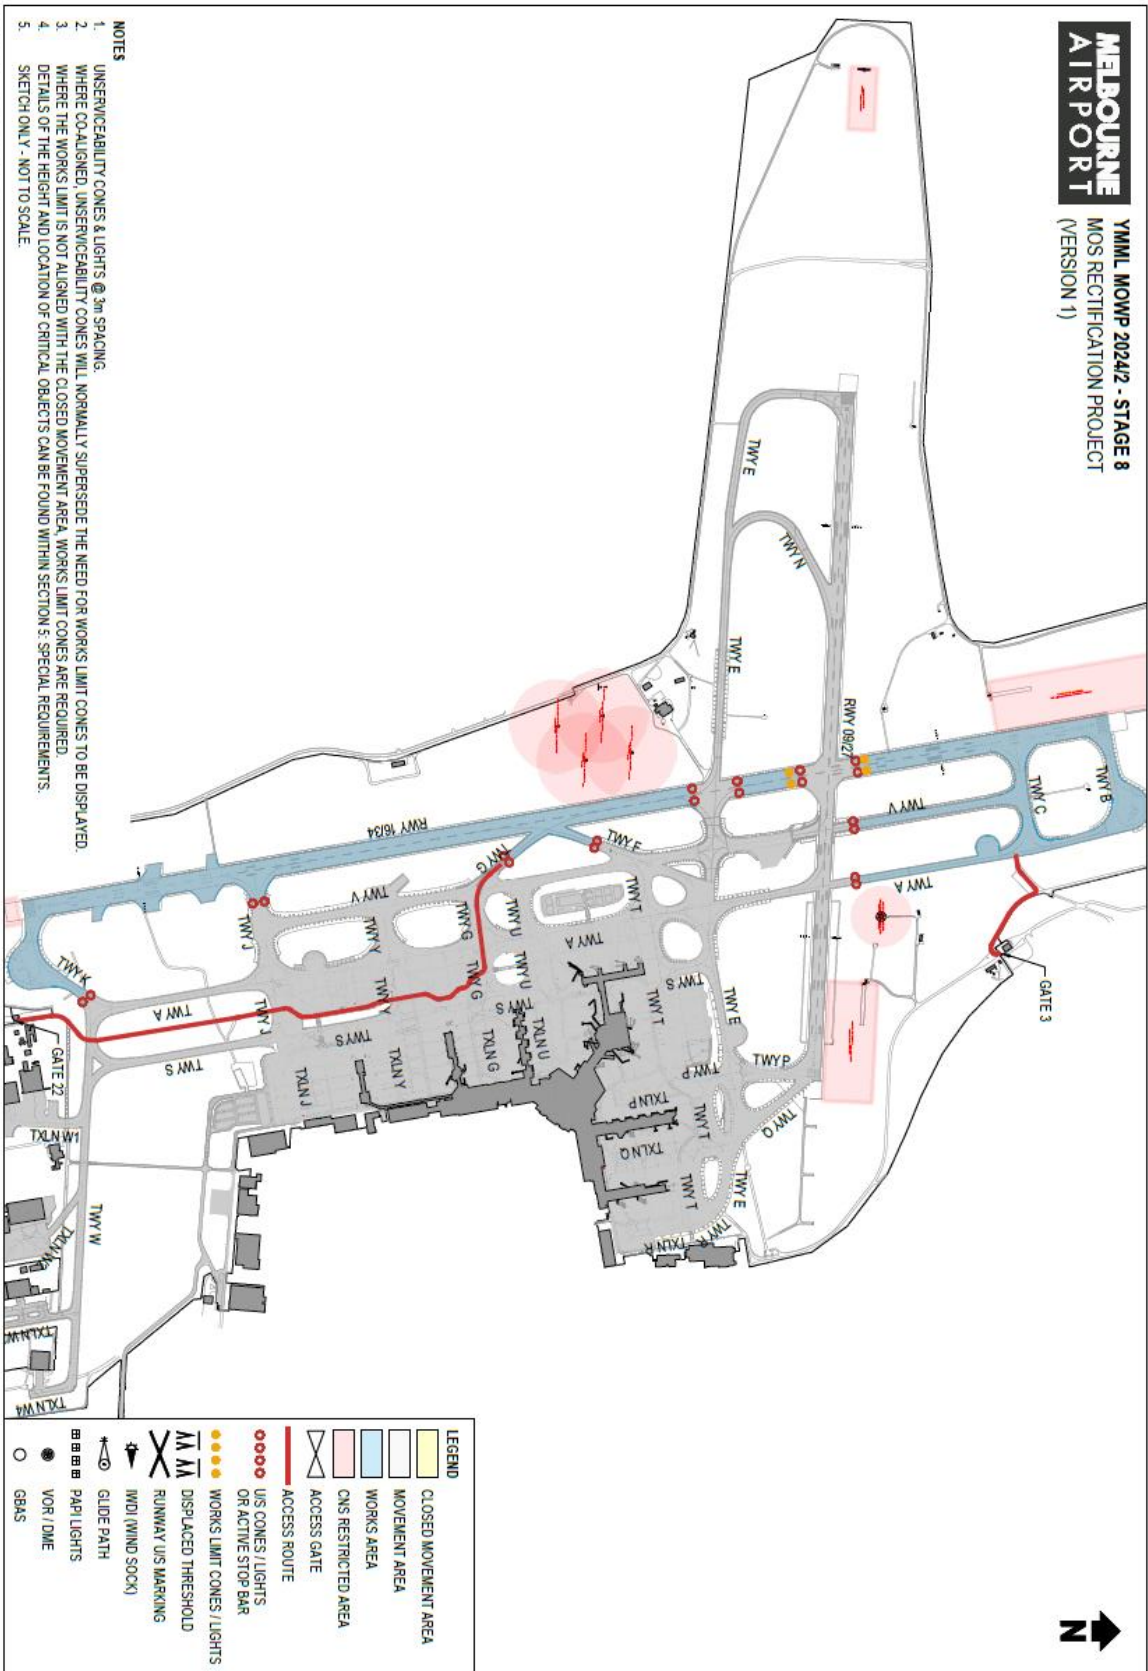 MELBOURNE
AIRPORT
YMML MOWP 2024/2 - STAGE 8
MOS RECTIFICATION PROJECT
(VERSION 1)
N
TWY E
TWY N
TWY E
RWY 09/27
TWY B
TWY C
TWY V
TWY A
GATE 3
RWY 16/34
TWY F
TWY G
TWY T
TWY U
TWY A
TWY V
TWY G
TWY Y
TWY J
TWY K
TWY U
TWY G
TWY S
TWY Y
TWY S
TWY J
TWY A
TWY S
GATE 22
TWY S
TWY T
TWY E
TWY P
TWY P
TWY Q
TXLN U
TXLN G
TXLN Y
TXLN J
TXLN P
TXLN Q
TWY T
TWY T
TWY E
TWY R
TXLN R
TXLN W1
TWY W
TXLN W4
NOTES
1. UNSERVICEABILITY CONES & LIGHTS @ 3m SPACING.
2. WHERE CO-ALIGNED, UNSERVICEABILITY CONES WILL NORMALLY SUPERSEDE THE NEED FOR WORKS LIMIT CONES TO BE DISPLAYED.
3. WHERE THE WORKS LIMIT IS NOT ALIGNED WITH THE CLOSED MOVEMENT AREA, WORKS LIMIT CONES ARE REQUIRED.
4. DETAILS OF THE HEIGHT AND LOCATION OF CRITICAL OBJECTS CAN BE FOUND WITHIN SECTION 5: SPECIAL REQUIREMENTS.
5. SKETCH ONLY - NOT TO SCALE.
LEGEND
CLOSED MOVEMENT AREA
MOVEMENT AREA
WORKS AREA
CNS RESTRICTED AREA
ACCESS GATE
ACCESS ROUTE
U/S CONES / LIGHTS
OR ACTIVE STOP BAR
WORKS LIMIT CONES / LIGHTS
DISPLACED THRESHOLD
RUNWAY U/S MARKING
IWDI (WIND SOCK)
GLIDE PATH
PAPI LIGHTS
VOR / DME
GBAS